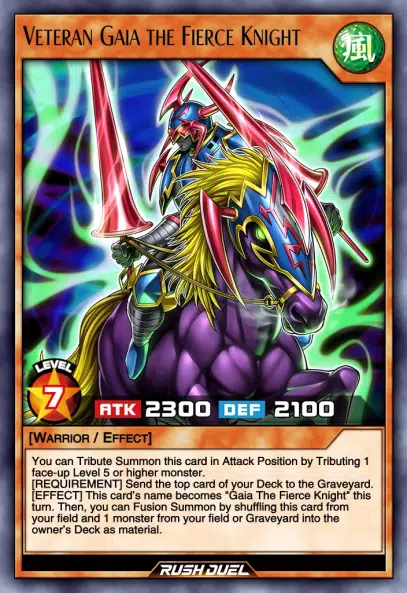 Veteran Gaia the Fierce Knight
風
LEVEL
7
ATK 2300 DEF 2100
[Warrior / Effect]
You can Tribute Summon this card in Attack Position by Tributing 1
face-up Level 5 or higher monster.
[REQUIREMENT] Send the top card of your Deck to the Graveyard.
[EFFECT] This card's name becomes "Gaia The Fierce Knight" this
turn. Then, you can Fusion Summon by shuffling this card from
your field and 1 monster from your field or Graveyard into the
owner's Deck as material.
RUSH DUEL